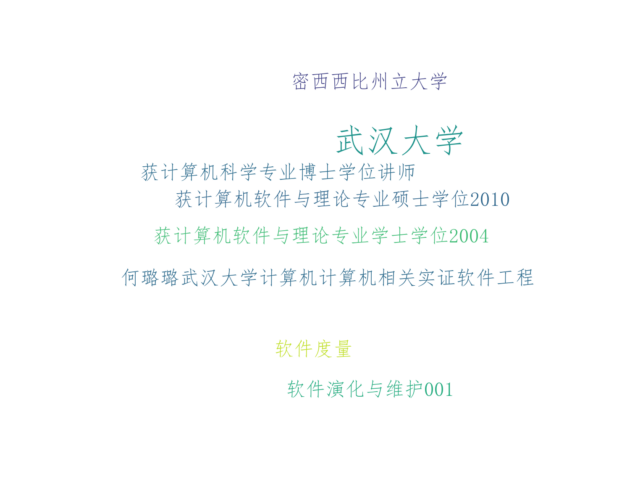 密西西比州立大学
武汉大学
获计算机科学专业博士学位讲师
获计算机软件与理论专业硕士学位2010
获计算机软件与理论专业学士学位2004
何璐璐武汉大学计算机计算机相关实证软件工程
软件度量
软件演化与维护001